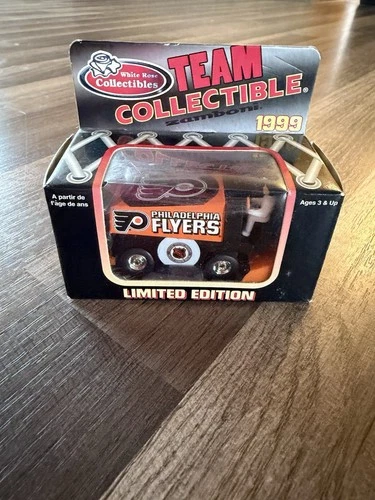 White Rose
Collectibles
TEAM
COLLECTIBLE®
Zamboni
1999
A partir de
l'âge de ans
Ages 3 & Up
PHILADELPHIA
FLYERS
LIMITED EDITION